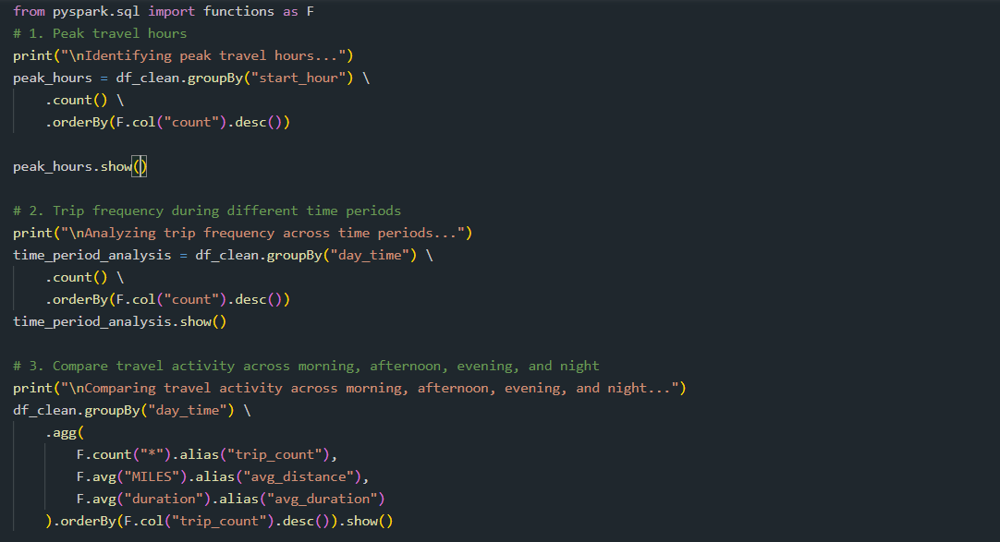 from pyspark.sql import functions as F
# 1. Peak travel hours
print("\nIdentifying peak travel hours...")
peak_hours = df_clean.groupBy("start_hour") \
    .count() \
    .orderBy(F.col("count").desc())

peak_hours.show()

# 2. Trip frequency during different time periods
print("\nAnalyzing trip frequency across time periods...")
time_period_analysis = df_clean.groupBy("day_time") \
    .count() \
    .orderBy(F.col("count").desc())
time_period_analysis.show()

# 3. Compare travel activity across morning, afternoon, evening, and night
print("\nComparing travel activity across morning, afternoon, evening, and night...")
df_clean.groupBy("day_time") \
    .agg(
        F.count("*").alias("trip_count"),
        F.avg("MILES").alias("avg_distance"),
        F.avg("duration").alias("avg_duration")
    ).orderBy(F.col("trip_count").desc()).show()